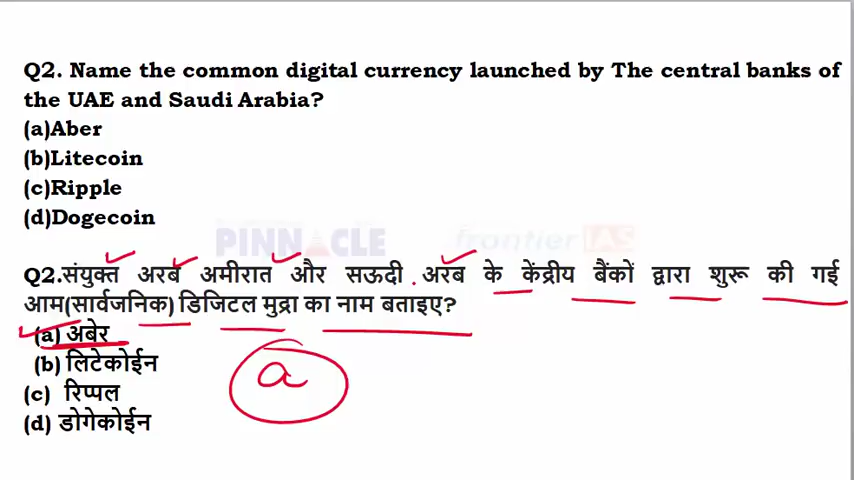 Q2. Name the common digital currency launched by The central banks of
the UAE and Saudi Arabia?
(a)Aber
(b)Litecoin
(c)Ripple
(d)Dogecoin
PINNACLE frontier IAS
Q2.संयुक्त अरब अमीरात और सऊदी अरब के केंद्रीय बैंकों द्वारा शुरू की गई
आम(सार्वजनिक) डिजिटल मुद्रा का नाम बताइए?
(a) अबेर
(b) लिटेकोईन
a
(c) रिप्पल
(d) डोगेकोईन